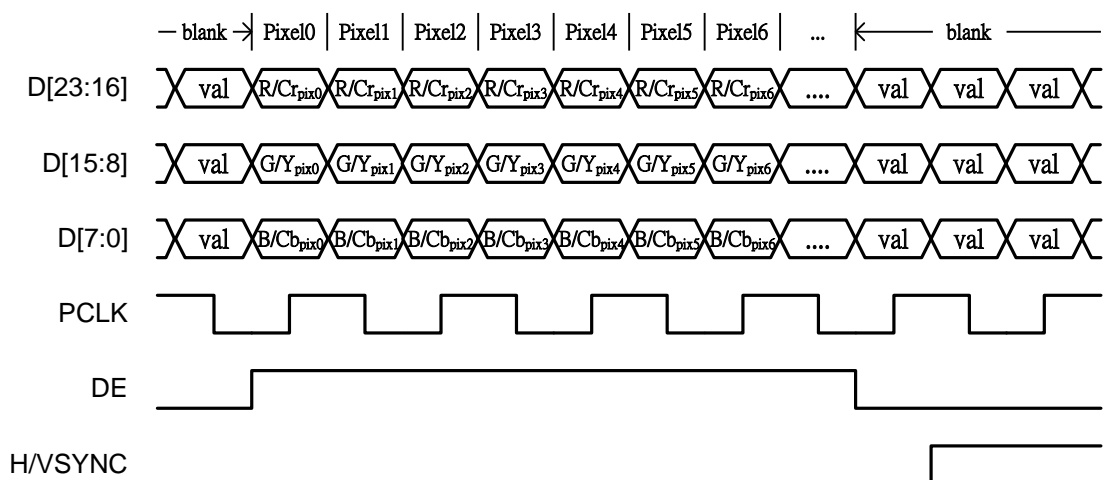 blank Pixel0 Pixel1 Pixel2 Pixel3 Pixel4 Pixel5 Pixel6 ... blank
D[23:16] val R/Crpix0 R/Crpix1 R/Crpix2 R/Crpix3 R/Crpix4 R/Crpix5 R/Crpix6 .... val val val
D[15:8] val G/Ypix0 G/Ypix1 G/Ypix2 G/Ypix3 G/Ypix4 G/Ypix5 G/Ypix6 .... val val val
D[7:0] val B/Cbpix0 B/Cbpix1 B/Cbpix2 B/Cbpix3 B/Cbpix4 B/Cbpix5 B/Cbpix6 .... val val val
PCLK
DE
H/VSYNC